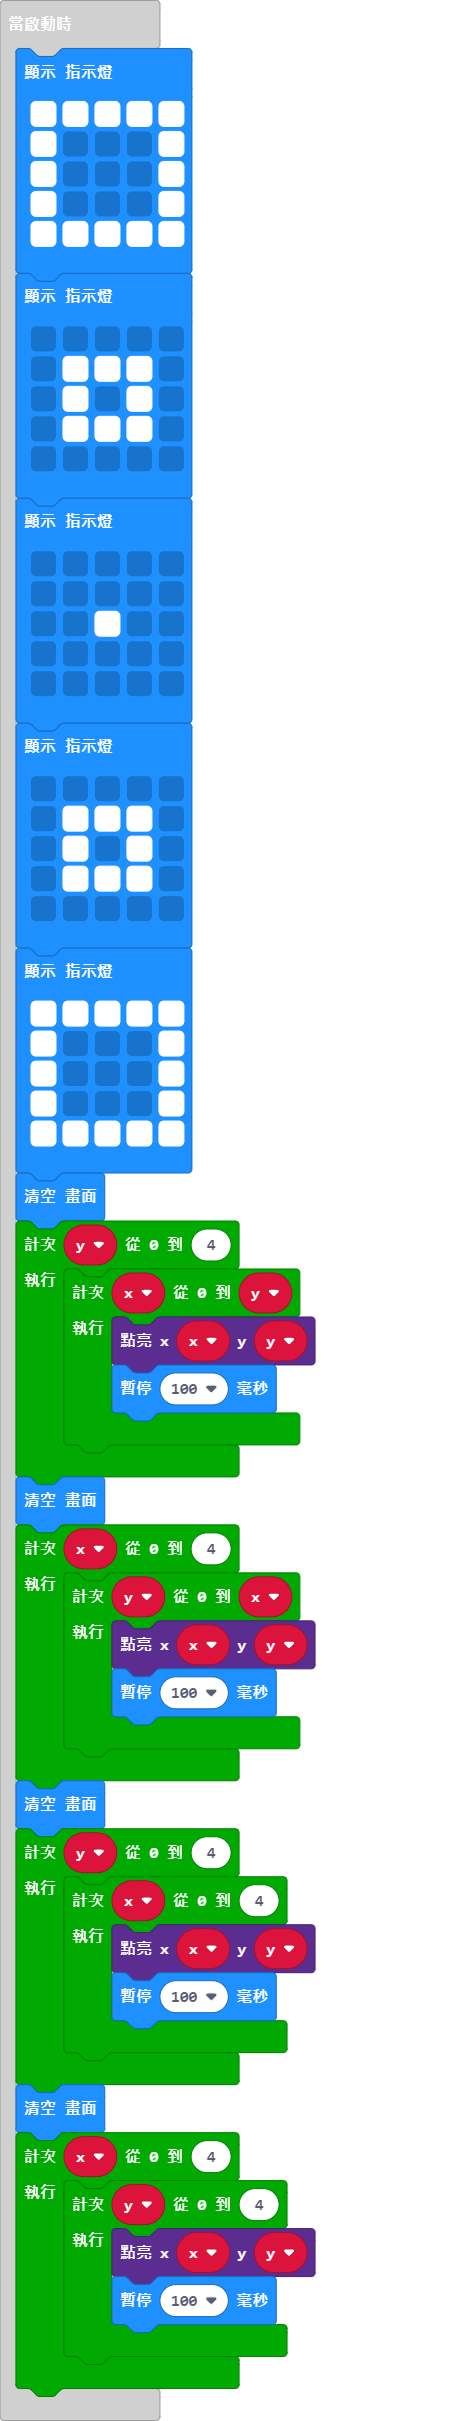 當啟動時
顯示 指示燈
顯示 指示燈
顯示 指示燈
顯示 指示燈
顯示 指示燈
清空 畫面
計次 y 從 0 到 4
執行 計次 x 從 0 到 y
執行 點亮 x x y y
暫停 100 毫秒
清空 畫面
計次 x 從 0 到 4
執行 計次 y 從 0 到 x
執行 點亮 x x y y
暫停 100 毫秒
清空 畫面
計次 y 從 0 到 4
執行 計次 x 從 0 到 4
執行 點亮 x x y y
暫停 100 毫秒
清空 畫面
計次 x 從 0 到 4
執行 計次 y 從 0 到 4
執行 點亮 x x y y
暫停 100 毫秒